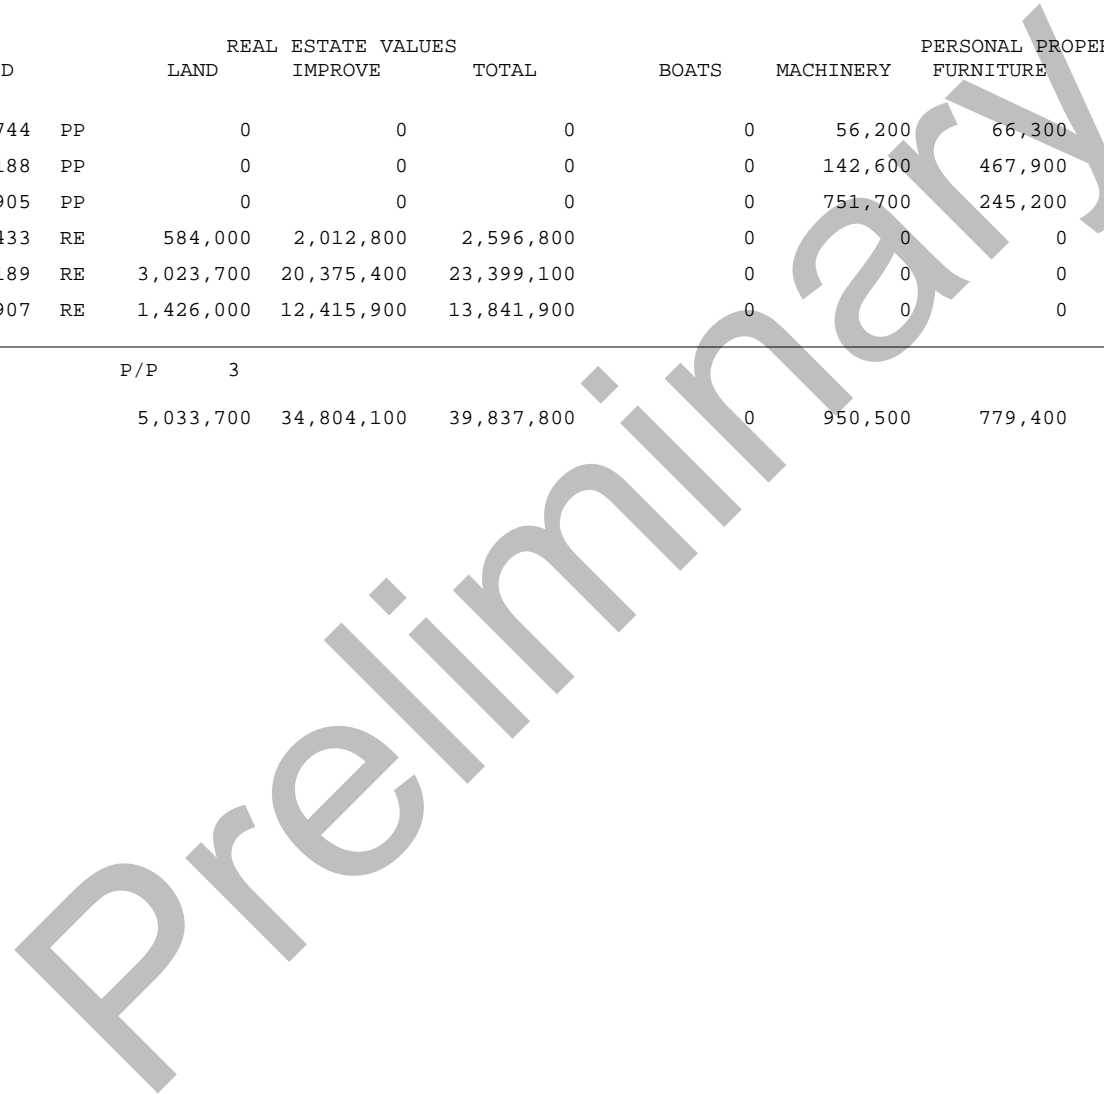 REAL ESTATE VALUES PERSONAL PROPE
D LAND IMPROVE TOTAL BOATS MACHINERY FURNITURE
744 PP 0 0 0 0 56,200 66,300
188 PP 0 0 0 0 142,600 467,900
905 PP 0 0 0 0 751,700 245,200
433 RE 584,000 2,012,800 2,596,800 0 0 0
189 RE 3,023,700 20,375,400 23,399,100 0 0 0
907 RE 1,426,000 12,415,900 13,841,900 0 0 0
P/P 3
5,033,700 34,804,100 39,837,800 0 950,500 779,400
Preliminary